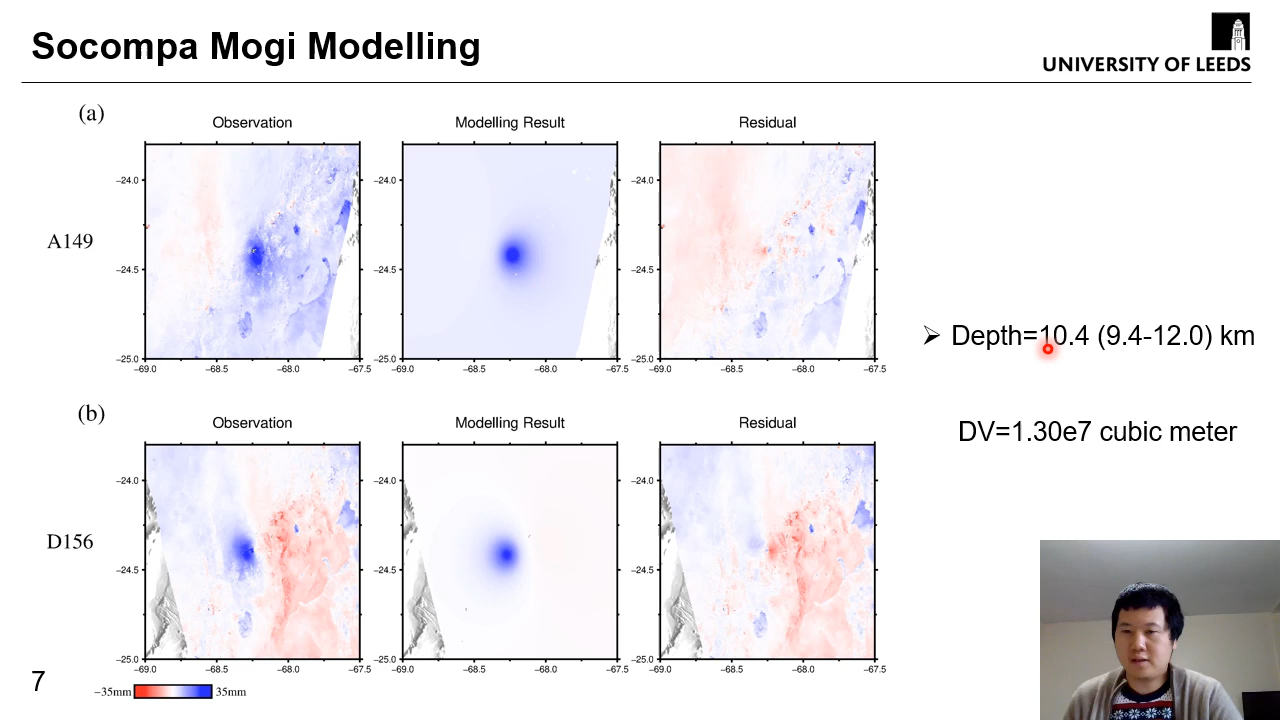 Socompa Mogi Modelling
UNIVERSITY OF LEEDS
(a)
Observation
Modelling Result
Residual
A149
−24.0
−24.5
−25.0
−69.0 −68.5 −68.0 −67.5
−24.0
−24.5
−25.0
−69.0 −68.5 −68.0 −67.5
−24.0
−24.5
−25.0
−69.0 −68.5 −68.0 −67.5
➢ Depth=10.4 (9.4-12.0) km
DV=1.30e7 cubic meter
(b)
Observation
Modelling Result
Residual
D156
−24.0
−24.5
−25.0
−69.0 −68.5 −68.0 −67.5
−24.0
−24.5
−25.0
−69.0 −68.5 −68.0 −67.5
−24.0
−24.5
−25.0
−69.0 −68.5 −68.0 −67.5
7
−35mm 35mm